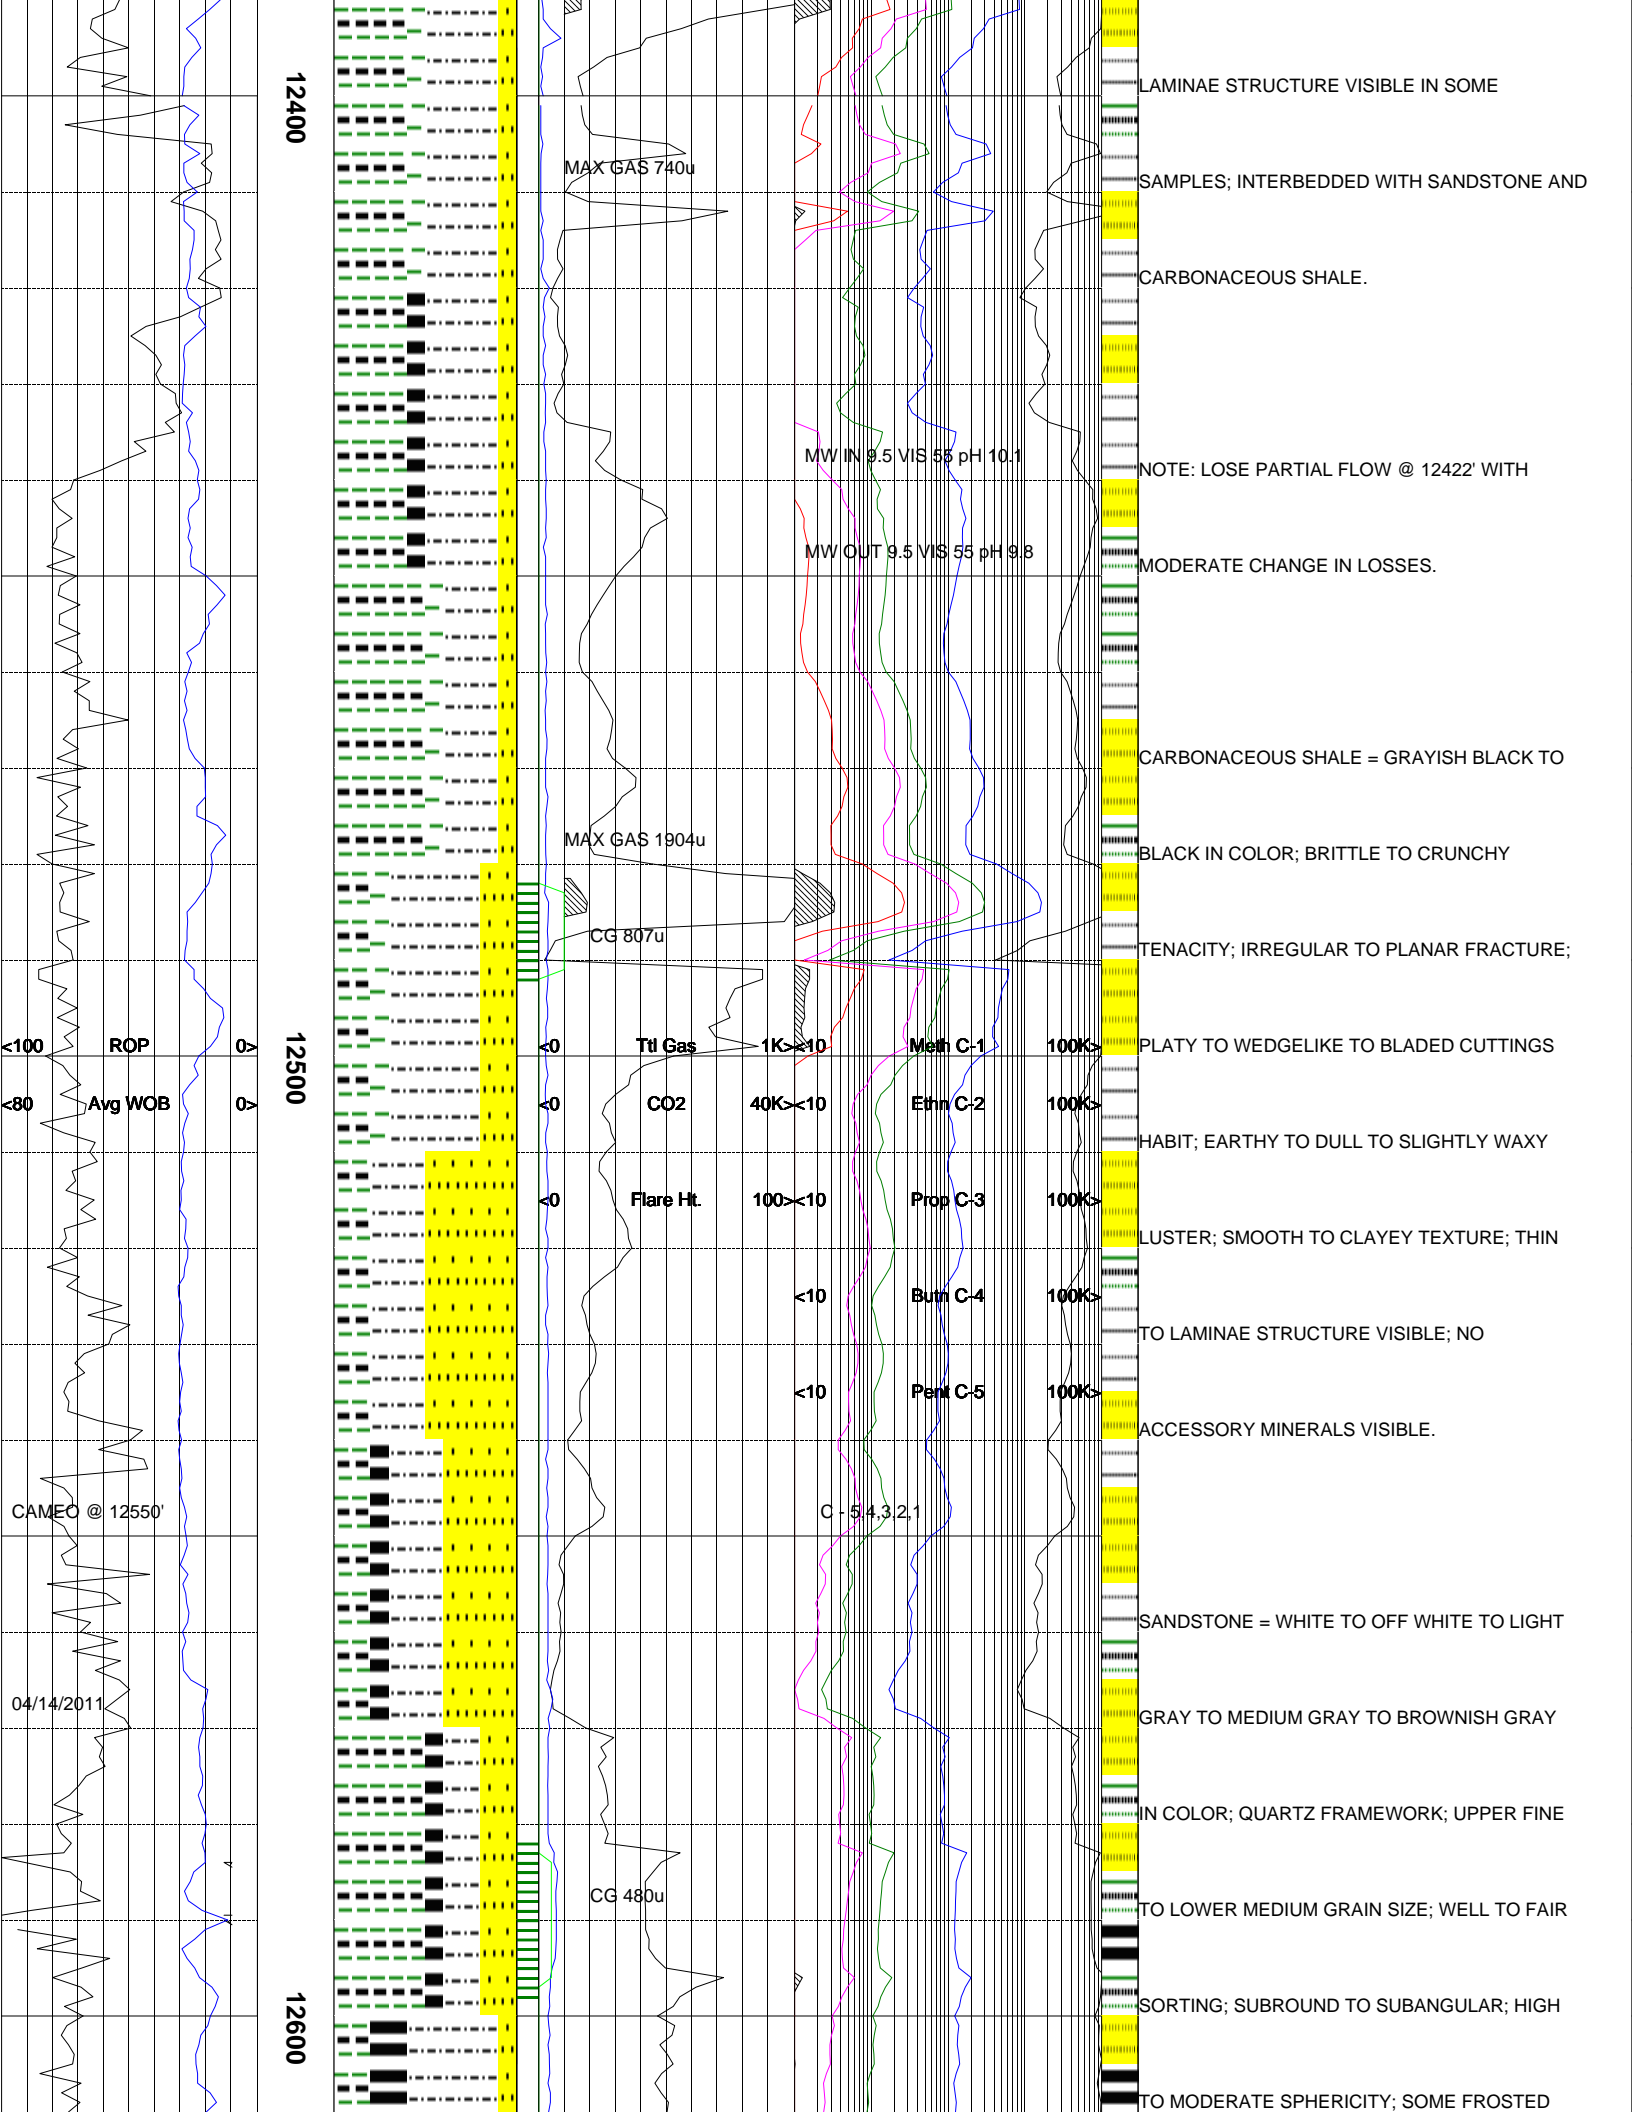 12400
LAMINAE STRUCTURE VISIBLE IN SOME
MAX GAS 740u
SAMPLES; INTERBEDDED WITH SANDSTONE AND
CARBONACEOUS SHALE.
MW IN 9.5 VIS 55 pH 10.1
NOTE: LOSE PARTIAL FLOW @ 12422' WITH
MW OUT 9.5 VIS 55 pH 9.8
MODERATE CHANGE IN LOSSES.
CARBONACEOUS SHALE = GRAYISH BLACK TO
MAX GAS 1904u
BLACK IN COLOR; BRITTLE TO CRUNCHY
CG 807u
TENACITY; IRREGULAR TO PLANAR FRACTURE;
12500
<100 ROP 0> <0 Ttl Gas 1K> <10 Meth C-1 100K>
PLATY TO WEDGELIKE TO BLADED CUTTINGS
<80 Avg WOB 0> <0 CO2 40K> <10 Ethn C-2 100K>
HABIT; EARTHY TO DULL TO SLIGHTLY WAXY
<0 Flare Ht. 100> <10 Prop C-3 100K>
LUSTER; SMOOTH TO CLAYEY TEXTURE; THIN
<10 Butn C-4 100K>
TO LAMINAE STRUCTURE VISIBLE; NO
<10 Pent C-5 100K>
ACCESSORY MINERALS VISIBLE.
CAMEO @ 12550'
C - 5,4,3,2,1
SANDSTONE = WHITE TO OFF WHITE TO LIGHT
04/14/2011
GRAY TO MEDIUM GRAY TO BROWNISH GRAY
IN COLOR; QUARTZ FRAMEWORK; UPPER FINE
CG 480u
TO LOWER MEDIUM GRAIN SIZE; WELL TO FAIR
SORTING; SUBROUND TO SUBANGULAR; HIGH
12600
TO MODERATE SPHERICITY; SOME FROSTED